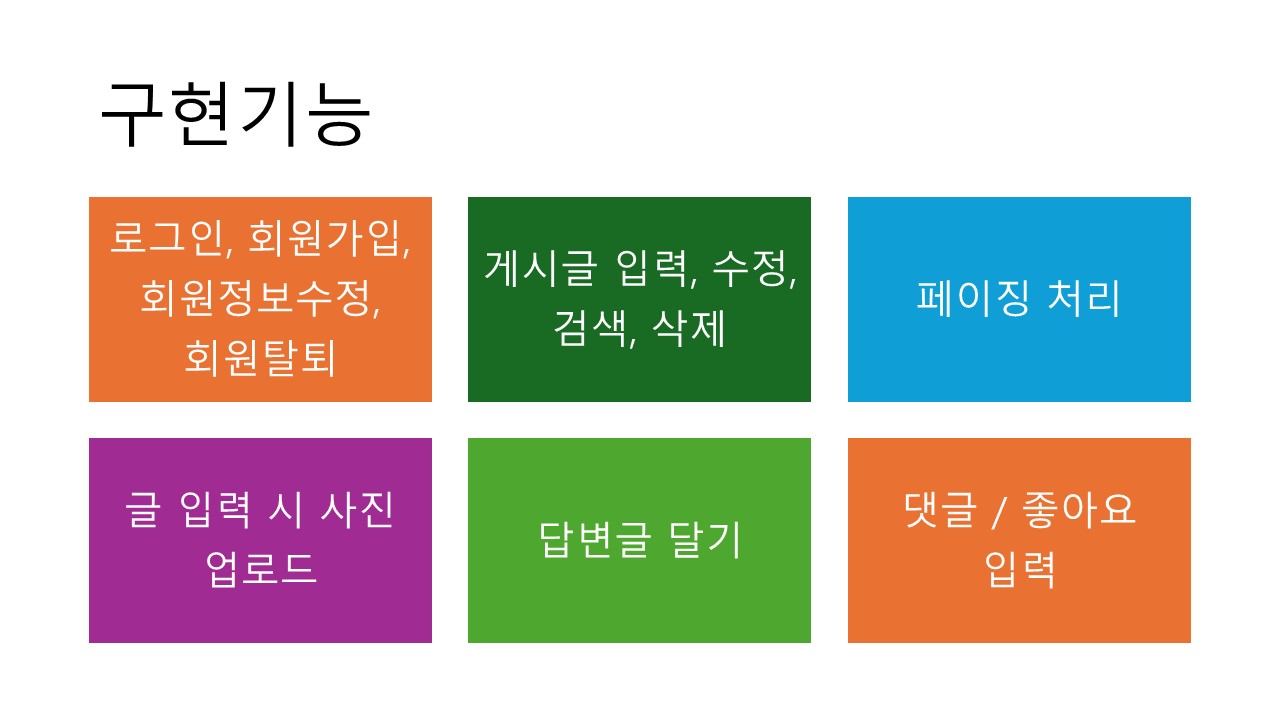 구현기능
로그인, 회원가입,
회원정보수정,
회원탈퇴
게시글 입력, 수정,
검색, 삭제
페이징 처리
글 입력 시 사진
업로드
답변글 달기
댓글 / 좋아요
입력